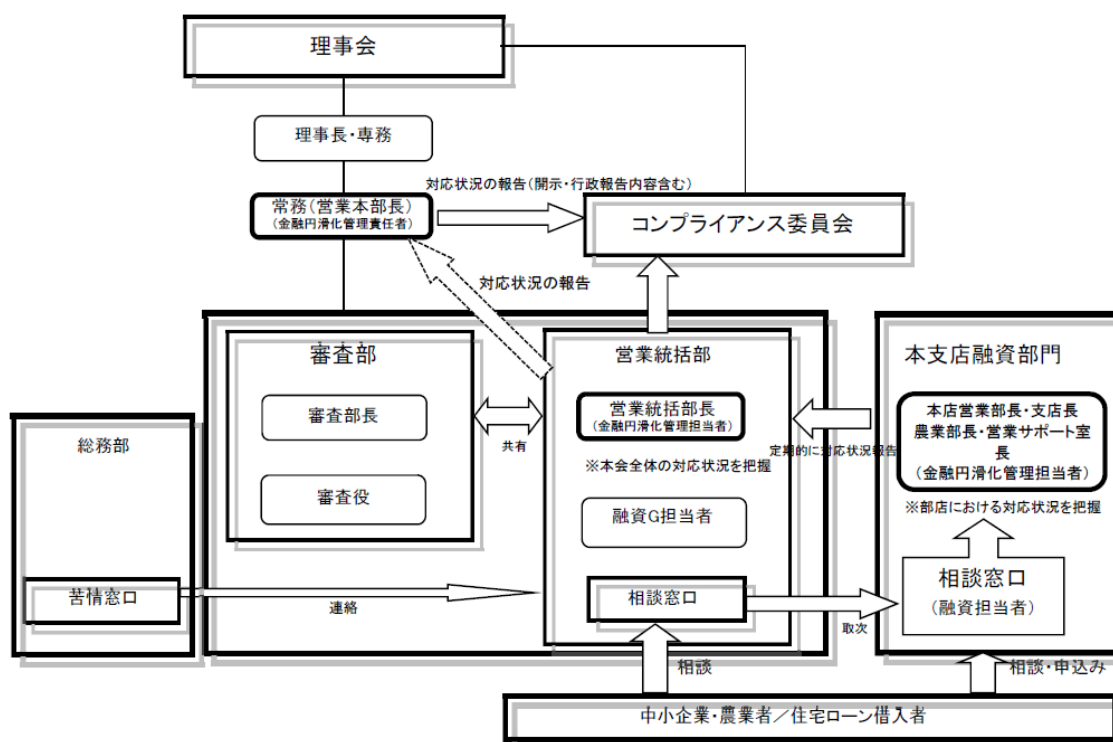 理事会
理事長・専務
対応状況の報告(開示・行政報告内容含む)
常務(営業本部長)
(金融円滑化管理責任者)
コンプライアンス委員会
対応状況の報告
審査部
営業統括部
本支店融資部門
審査部長
営業統括部長
(金融円滑化管理担当者)
本店営業部長・支店長
農業部長・営業サポート室
長
(金融円滑化管理担当者)
総務部
共有
定期的に対応状況報告
※本会全体の対応状況を把握
審査役
融資G担当者
※部店における対応状況を把握
苦情窓口
連絡
相談窓口
取次
相談窓口
(融資担当者)
相談
相談・申込み
中小企業・農業者/住宅ローン借入者